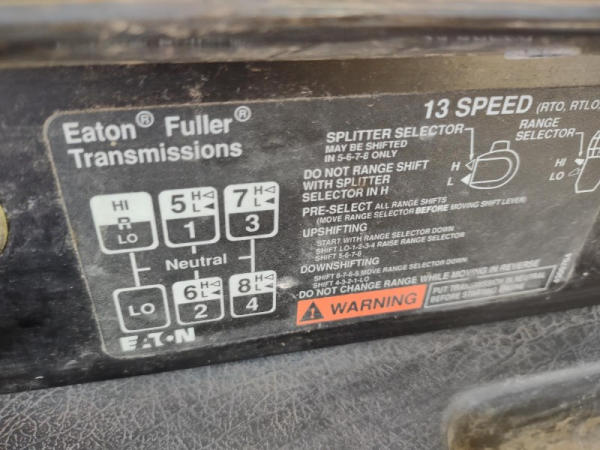 Eaton® Fuller®
Transmissions
HI
R
LO
5 H L
1
7 H L
3
Neutral
LO
6 H L
2
8 H L
4
EATON
13 SPEED (RTO, RTLO
SPLITTER SELECTOR
MAY BE SHIFTED
IN 5-6-7-8 ONLY
H
L
RANGE
SELECTOR
HI
LO
DO NOT RANGE SHIFT
WITH SPLITTER
SELECTOR IN H
PRE-SELECT ALL RANGE SHIFTS
(MOVE RANGE SELECTOR BEFORE MOVING SHIFT LEVER)
UPSHIFTING
START WITH RANGE SELECTOR DOWN
SHIFT LO-1-2-3-4 RAISE RANGE SELECTOR
SHIFT 5-6-7-8
DOWNSHIFTING
SHIFT 8-7-6-5 MOVE RANGE SELECTOR DOWN
SHIFT 4-3-2-1-LO
DO NOT CHANGE RANGE WHILE MOVING IN REVERSE
WARNING
PUT TRANSMISSION IN NEUTRAL
BEFORE